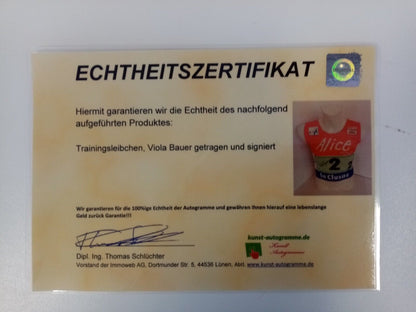 ECHTHEITSZERTIFIKAT
Hiermit garantieren wir die Echtheit des nachfolgend
aufgeführten Produktes:
Trainingsleibchen, Viola Bauer getragen und signiert
Alice
2
la Clusaz
Wir garantieren für die 100%ige Echtheit der Autogramme und gewähren Ihnen hierauf eine lebenslange
Geld zurück Garantie!!!
kunst-autogramme.de
Kunst
Autogramme
Dipl. Ing. Thomas Schlüchter
Vorstand der Immoweb AG, Dortmunder Str. 5, 44536 Lünen, Abtl. www.kunst-autogramme.de